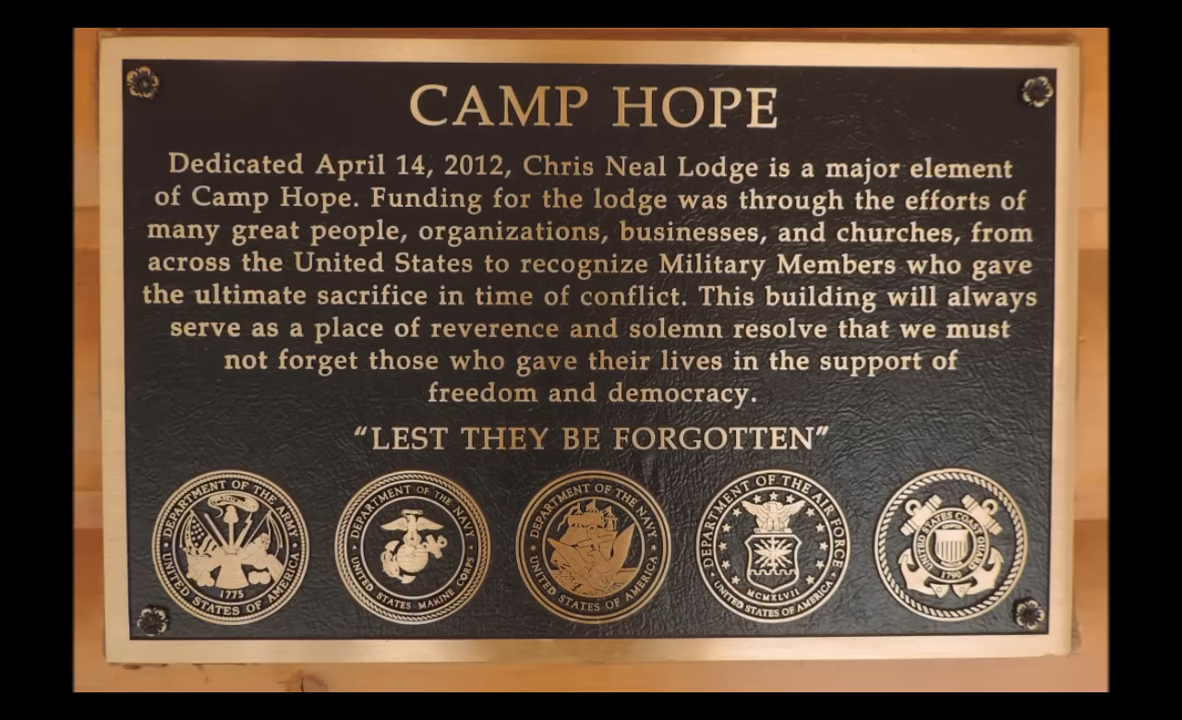 CAMP HOPE
Dedicated April 14, 2012, Chris Neal Lodge is a major element
of Camp Hope. Funding for the lodge was through the efforts of
many great people, organizations, businesses, and churches, from
across the United States to recognize Military Members who gave
the ultimate sacrifice in time of conflict. This building will always
serve as a place of reverence and solemn resolve that we must
not forget those who gave their lives in the support of
freedom and democracy.
“LEST THEY BE FORGOTTEN”
DEPARTMENT OF THE ARMY
1775
UNITED STATES OF AMERICA
DEPARTMENT OF THE NAVY
UNITED STATES MARINE CORPS
DEPARTMENT OF THE NAVY
UNITED STATES OF AMERICA
DEPARTMENT OF THE AIR FORCE
MCMXLVII
UNITED STATES OF AMERICA
UNITED STATES COAST GUARD
1790